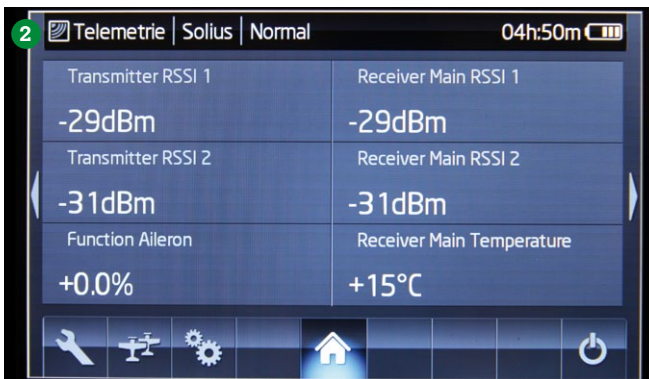 2
Telemetrie | Solius | Normal 04h:50m
Transmitter RSSI 1
-29dBm
Receiver Main RSSI 1
-29dBm
Transmitter RSSI 2
-31dBm
Receiver Main RSSI 2
-31dBm
Function Aileron
+0.0%
Receiver Main Temperature
+15°C